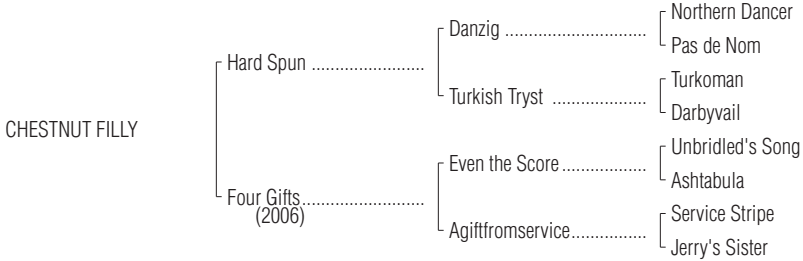 Northern Dancer
Danzig ..............................
Pas de Nom
Hard Spun ........................
Turkoman
Turkish Tryst ....................
Darbyvail
CHESTNUT FILLY
Unbridled's Song
Even the Score ..................
Ashtabula
Four Gifts..........................
(2006)
Service Stripe
Agiftfromservice................
Jerry's Sister